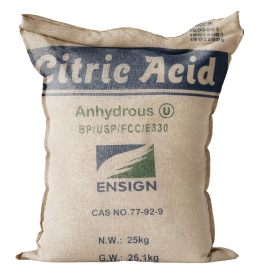 Citric Acid
Anhydrous U
BP/USP/FCC/E330
ENSIGN
CAS NO.77-92-9
N.W.: 25kg
G.W.: 25.1kg